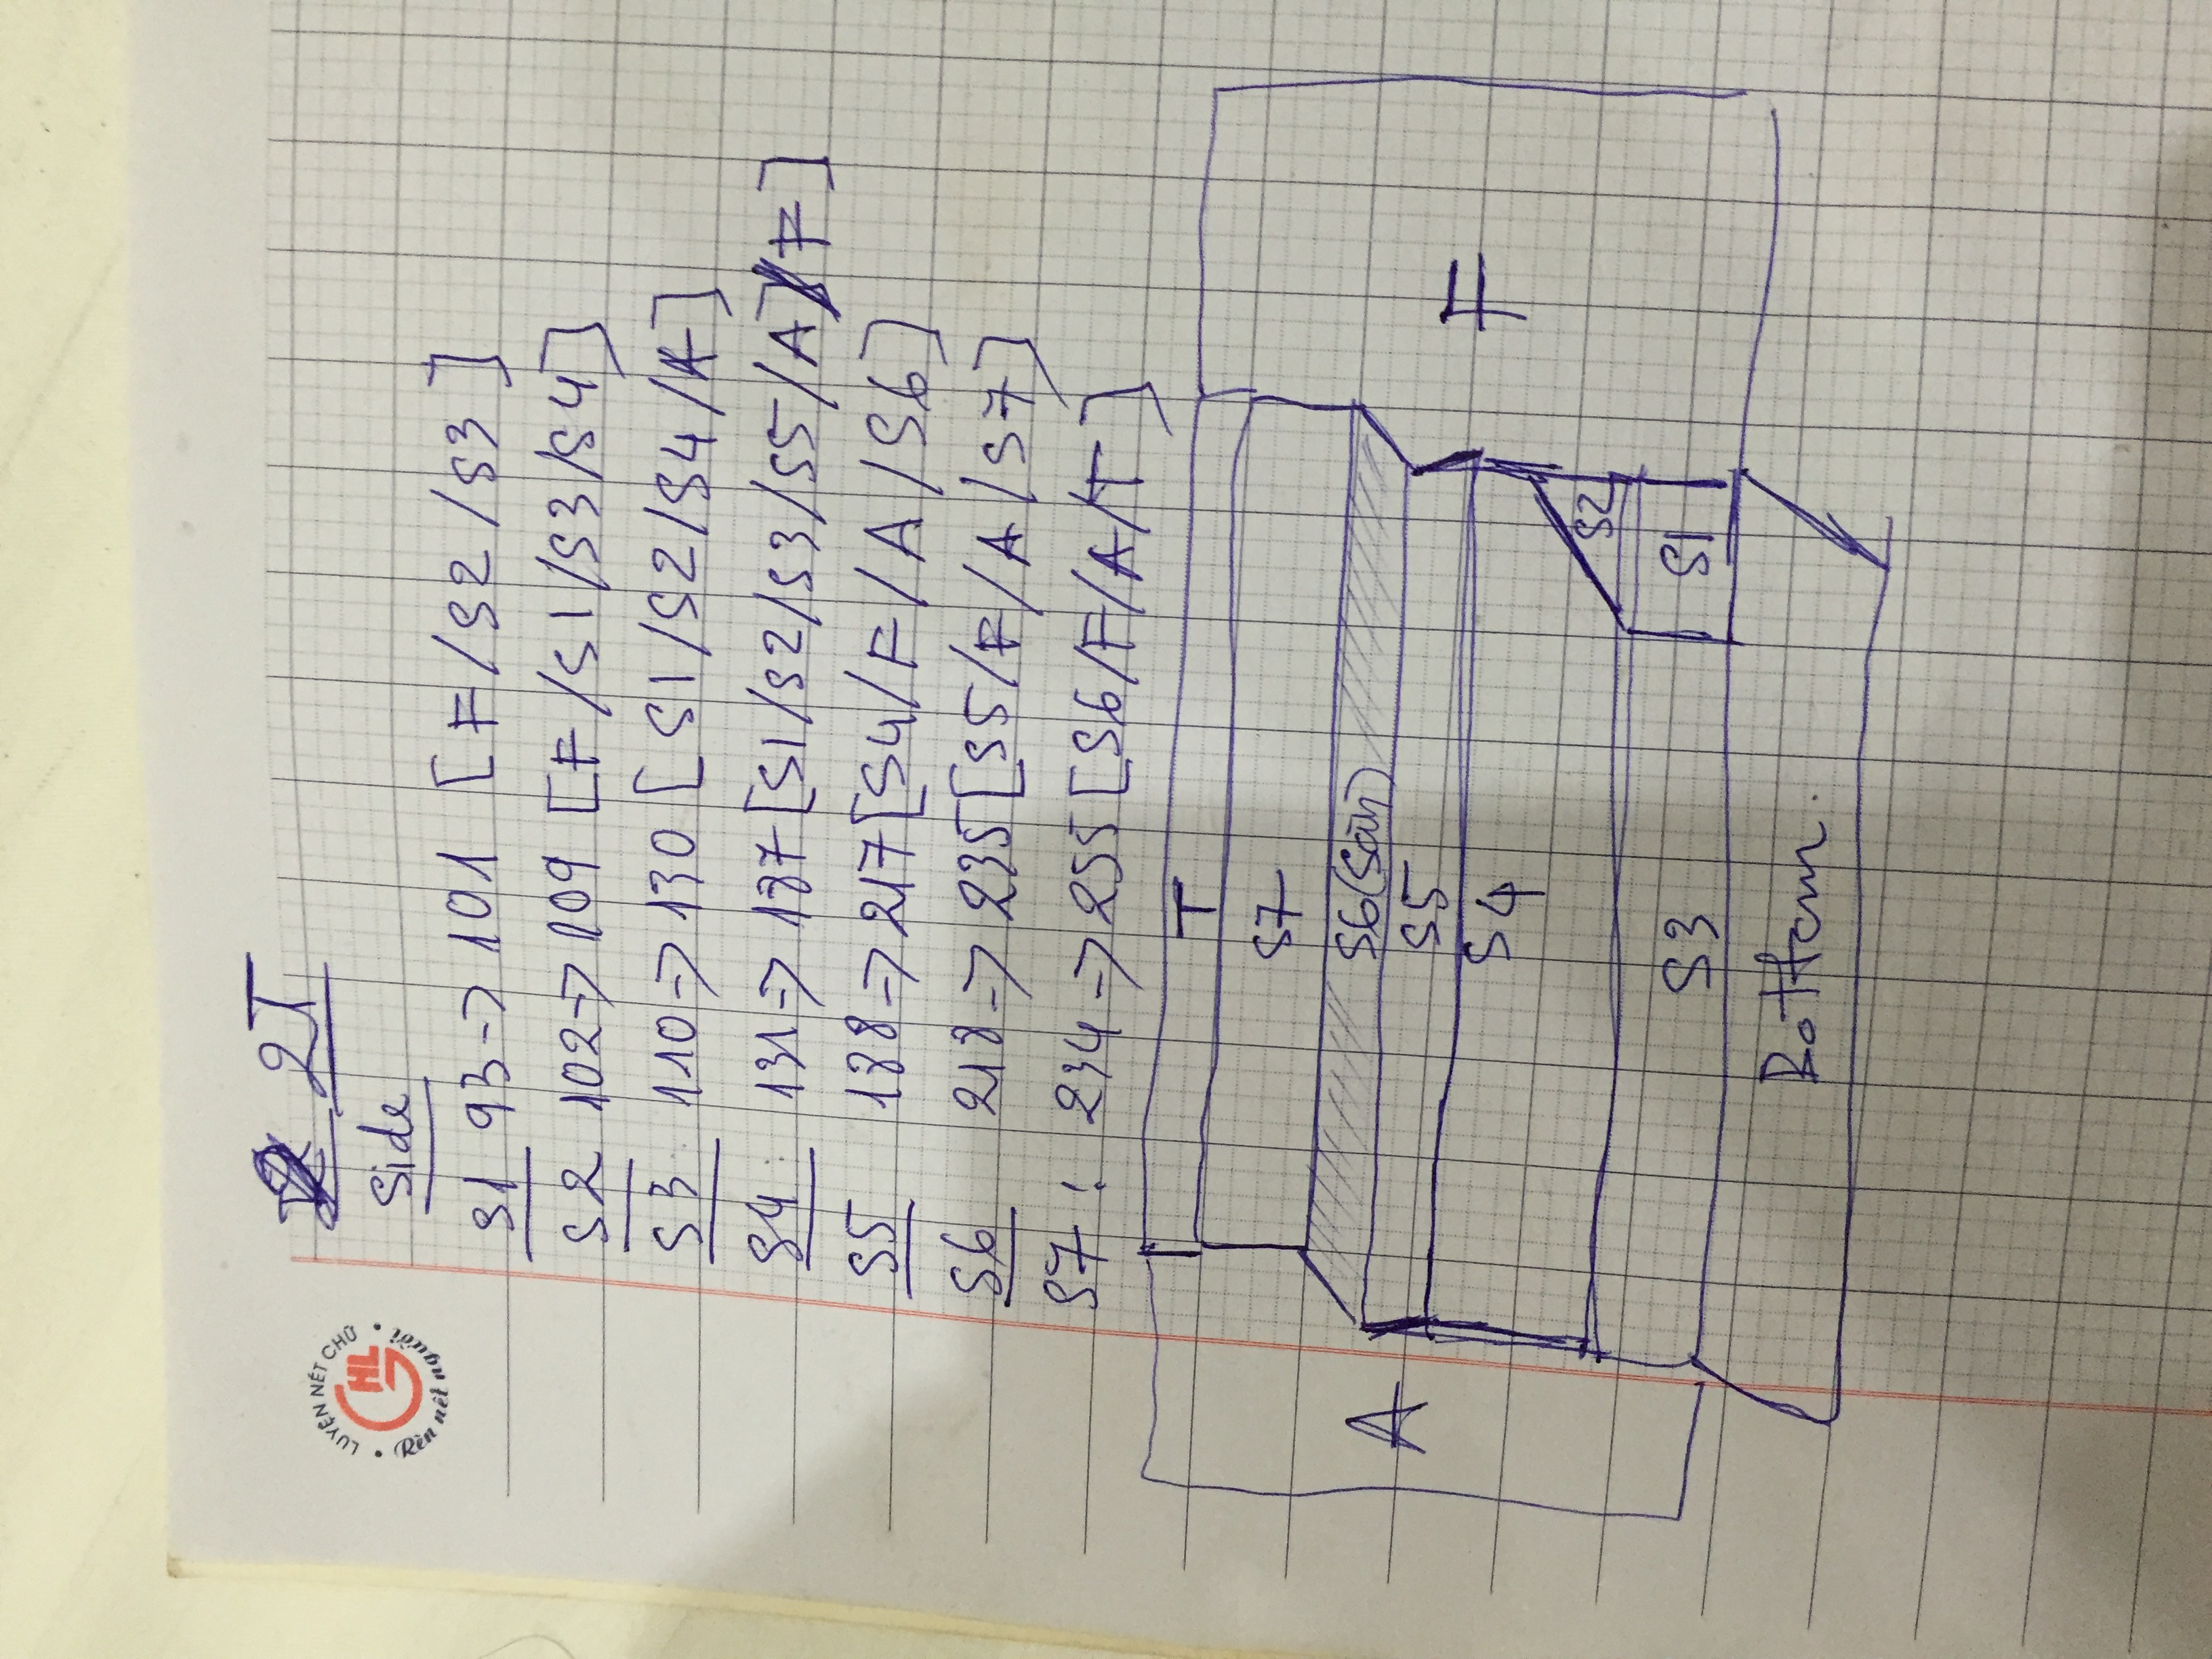 2T
LUYỆN NÉT CHỮ
GHL
Rèn nết người
Side
S1 93 -> 101 [F/S2/S3]
S2 102 -> 109 [F/S1/S3/S4]
S3: 110 -> 130 [S1/S2/S4/A]
S4: 131 -> 187 [S1/S2/S3/S5/A/F]
S5 188 -> 217 [S4/F/A/S6]
S6 218 -> 235 [S5/F/A/S7]
S7: 234 -> 255 [S6/F/A/T]
T
S7
S6 (Sàn)
A
S5
F
S4
S2
S3
S1
Bottom.